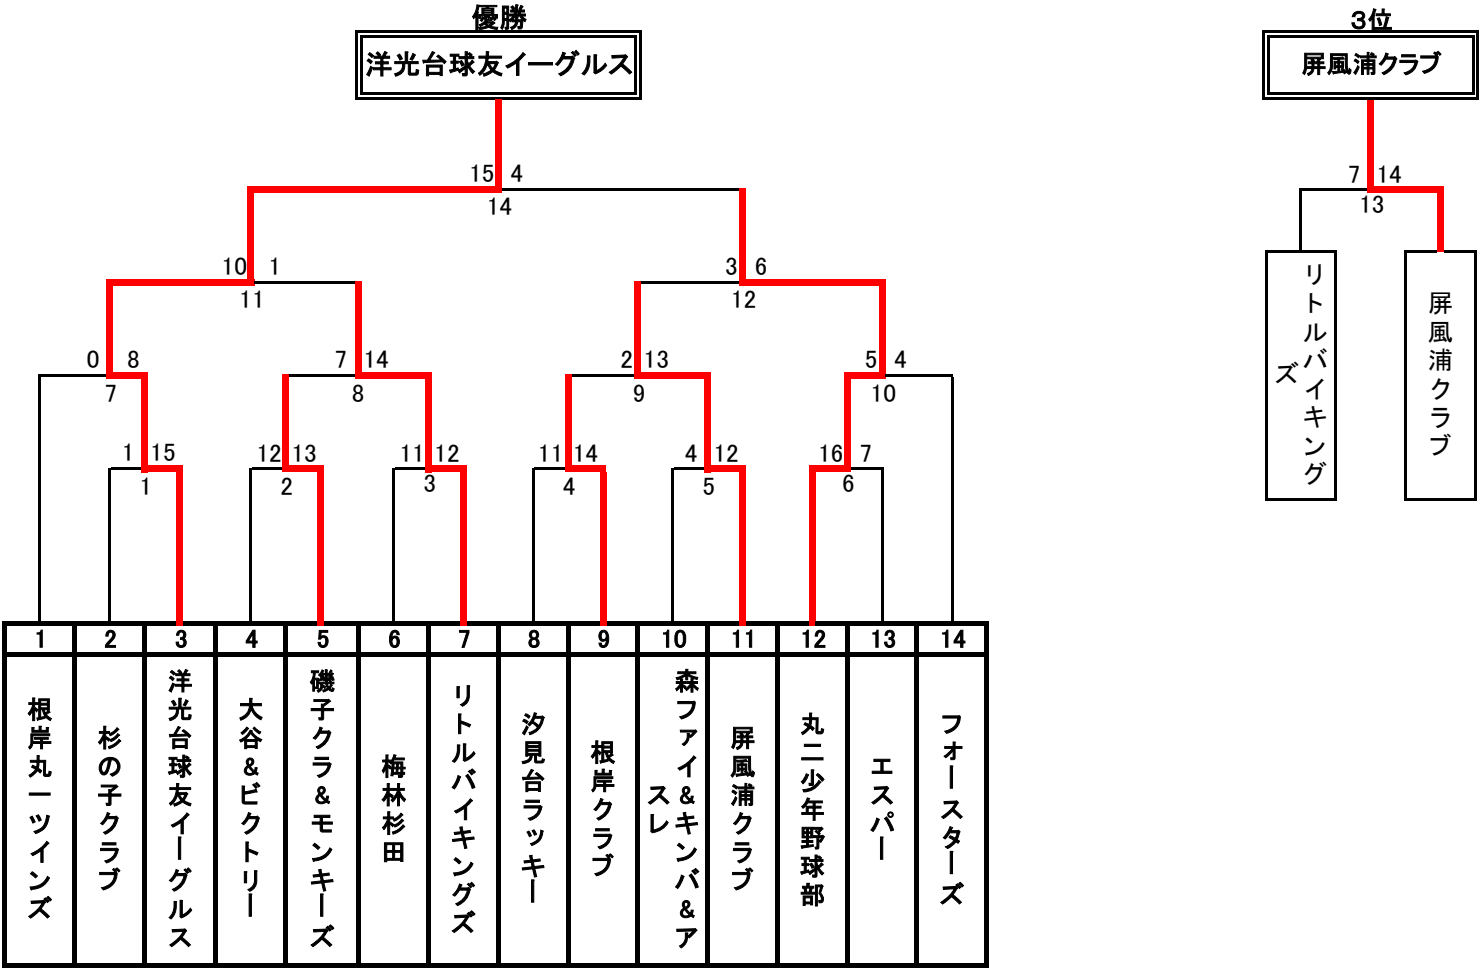 優勝
３位
洋光台球友イーグルス
屏風浦クラブ
15 4
14
7 14
13
10 1
11
3 6
12
リトルバイキングズ
屏風浦クラブ
0 8
7
7 14
8
2 13
9
5 4
10
1 15
1
12 13
2
11 12
3
11 14
4
4 12
5
16 7
6
1 2 3 4 5 6 7 8 9 10 11 12 13 14
根岸丸一ツインズ
杉の子クラブ
洋光台球友イーグルス
大谷＆ビクトリー
磯子クラ＆モンキーズ
梅林杉田
リトルバイキングズ
汐見台ラッキー
根岸クラブ
森ファイ＆キンバ＆ア
スレ
屏風浦クラブ
丸二少年野球部
エスパー
フォースターズ